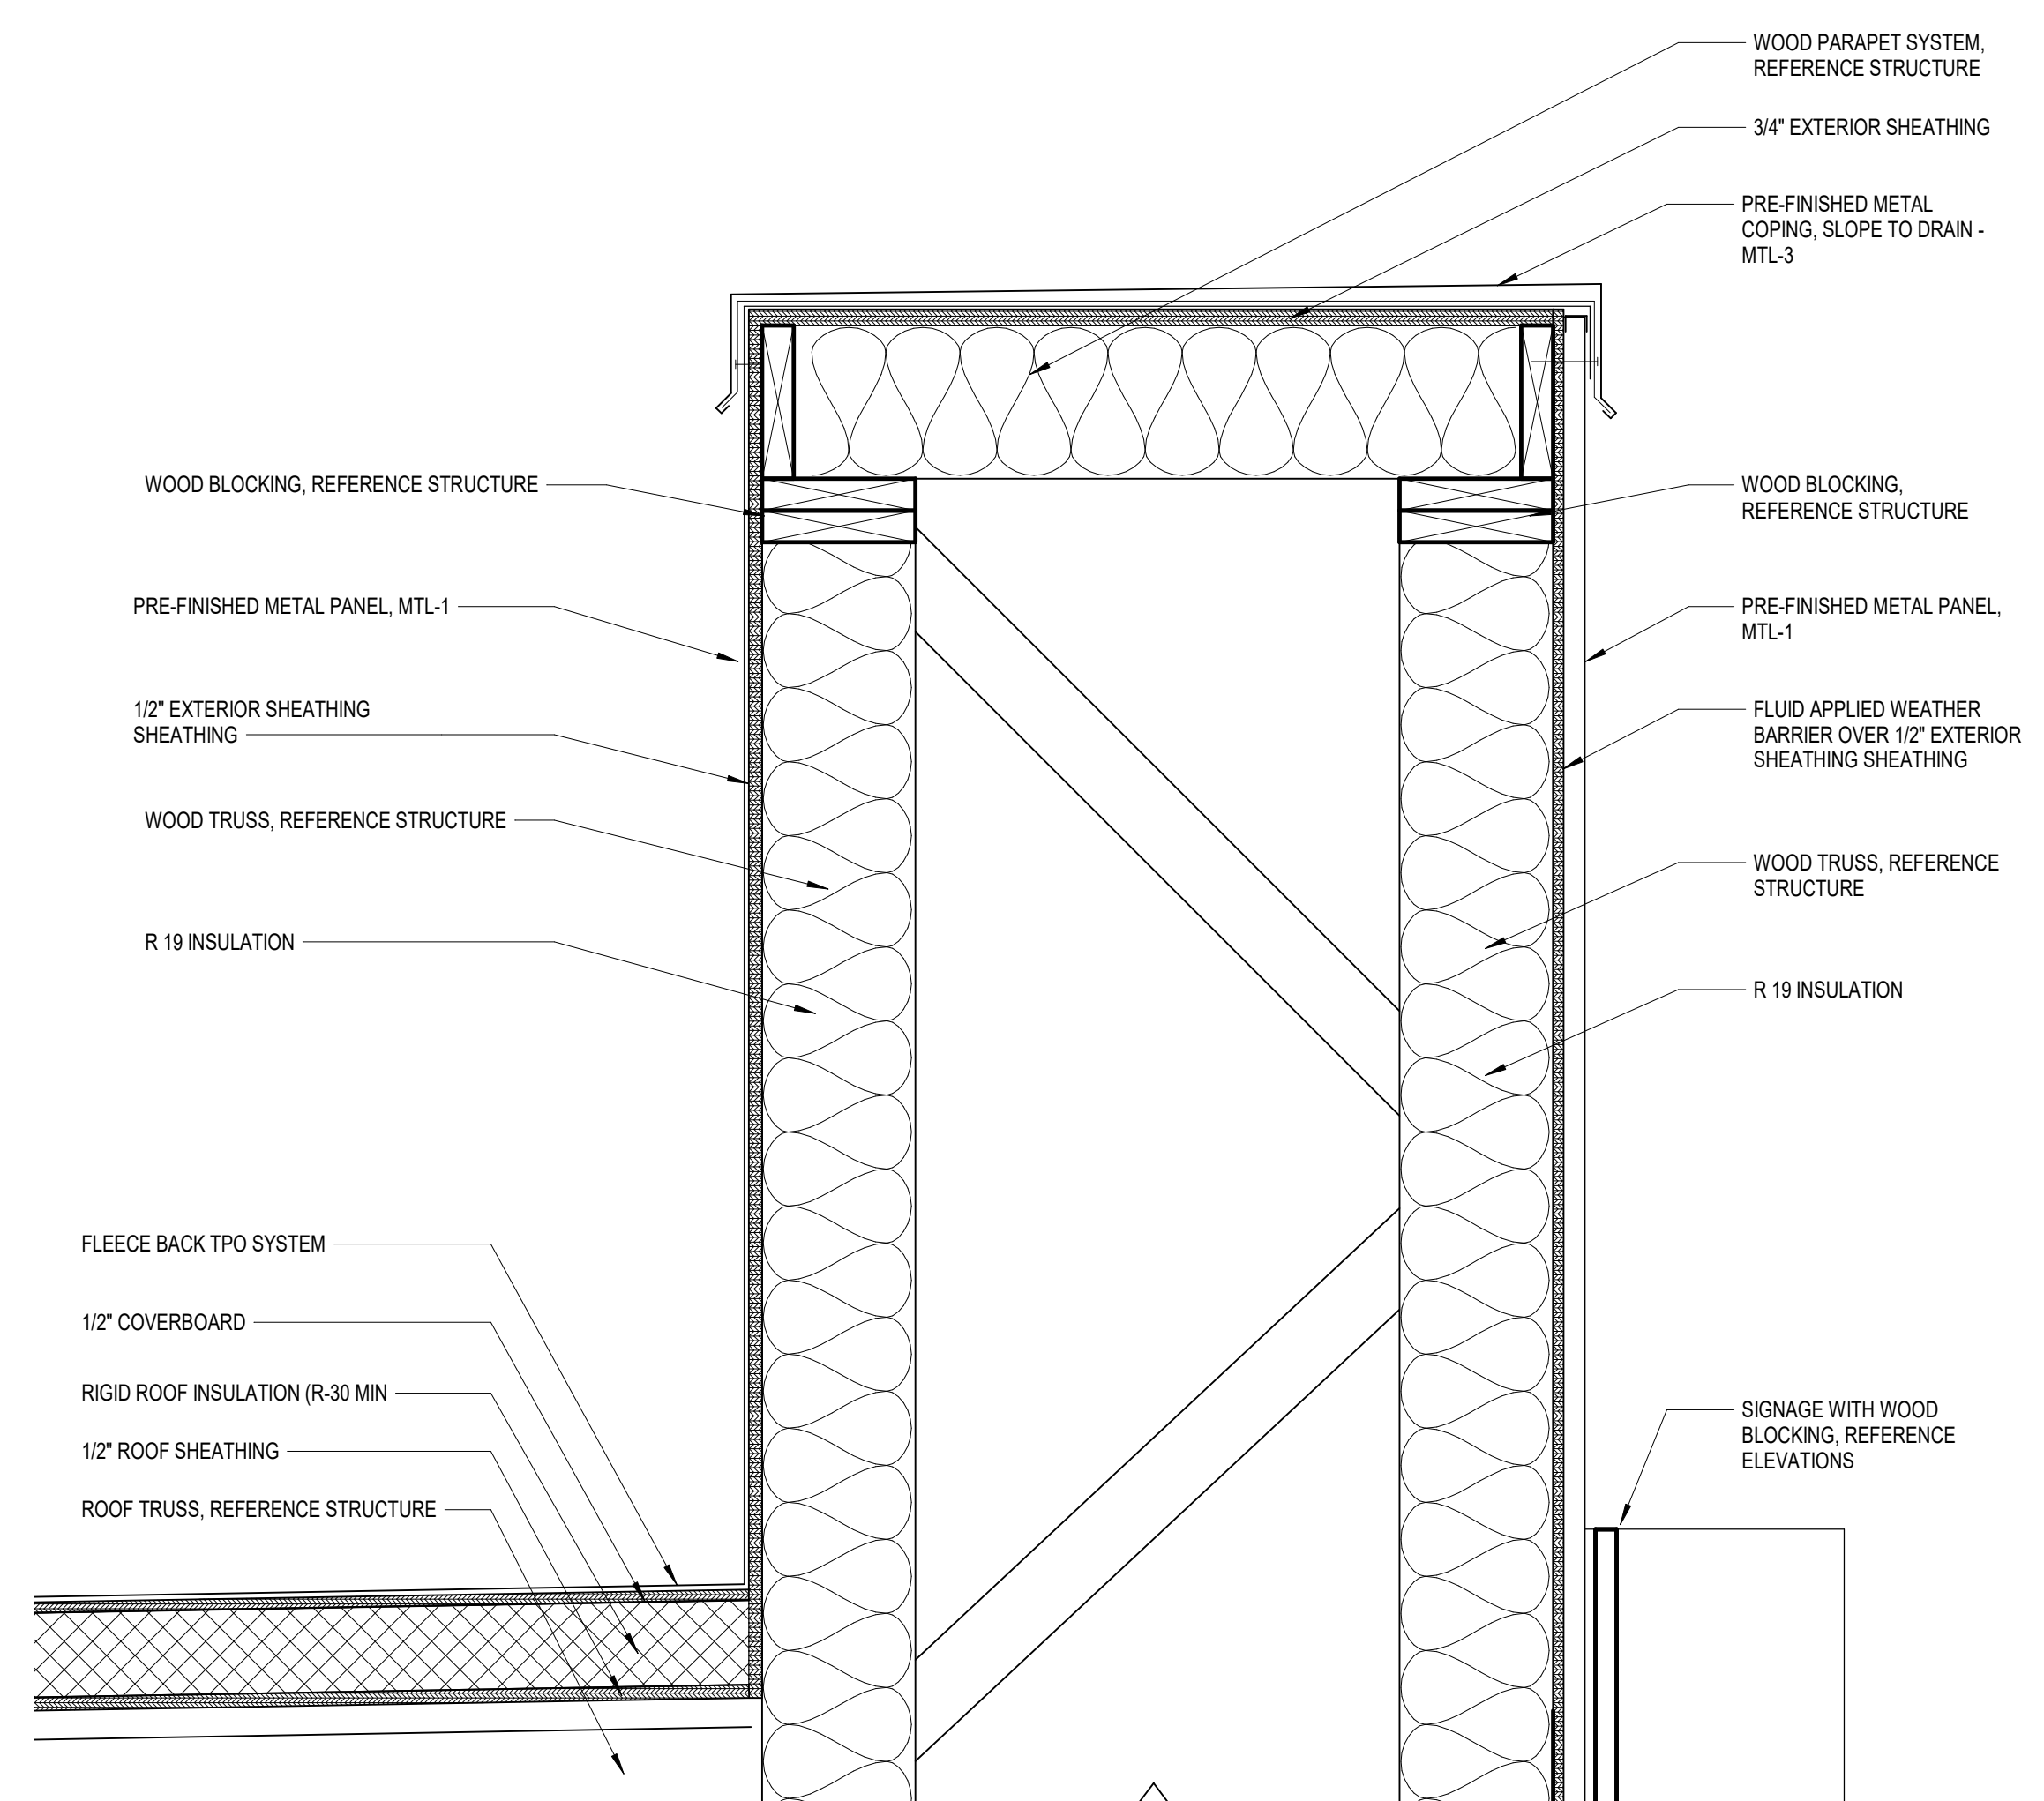 WOOD PARAPET SYSTEM,
REFERENCE STRUCTURE
3/4" EXTERIOR SHEATHING
PRE-FINISHED METAL
COPING, SLOPE TO DRAIN -
MTL-3
WOOD BLOCKING, REFERENCE STRUCTURE
PRE-FINISHED METAL PANEL, MTL-1
1/2" EXTERIOR SHEATHING
SHEATHING
WOOD TRUSS, REFERENCE STRUCTURE
R 19 INSULATION
FLEECE BACK TPO SYSTEM
1/2" COVERBOARD
RIGID ROOF INSULATION (R-30 MIN
1/2" ROOF SHEATHING
ROOF TRUSS, REFERENCE STRUCTURE
WOOD BLOCKING,
REFERENCE STRUCTURE
PRE-FINISHED METAL PANEL,
MTL-1
FLUID APPLIED WEATHER
BARRIER OVER 1/2" EXTERIOR
SHEATHING SHEATHING
WOOD TRUSS, REFERENCE
STRUCTURE
R 19 INSULATION
SIGNAGE WITH WOOD
BLOCKING, REFERENCE
ELEVATIONS